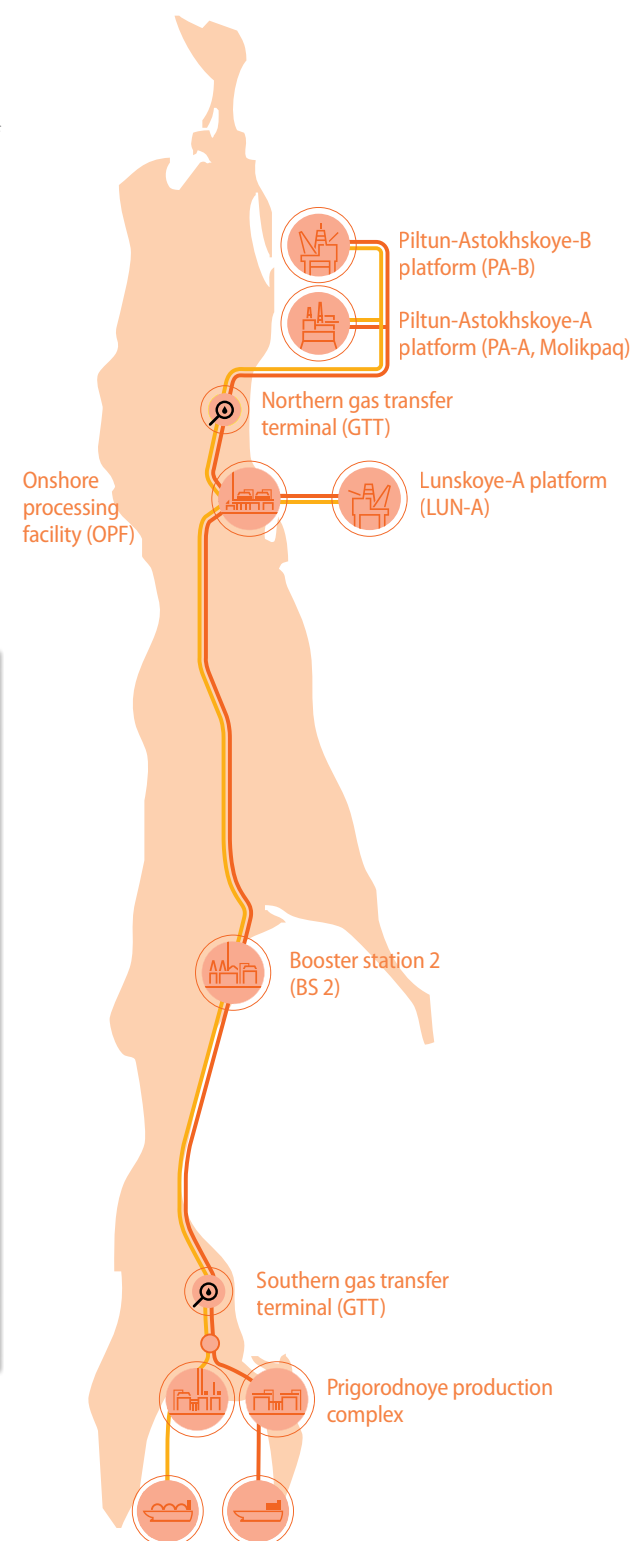 Piltun-Astokhskoye-B
platform (PA-B)
Piltun-Astokhskoye-A
platform (PA-A, Molikpaq)
Northern gas transfer
terminal (GTT)
Onshore
processing
facility (OPF)
Lunskoye-A platform
(LUN-A)
Booster station 2
(BS 2)
Southern gas transfer
terminal (GTT)
Prigorodnoye production
complex